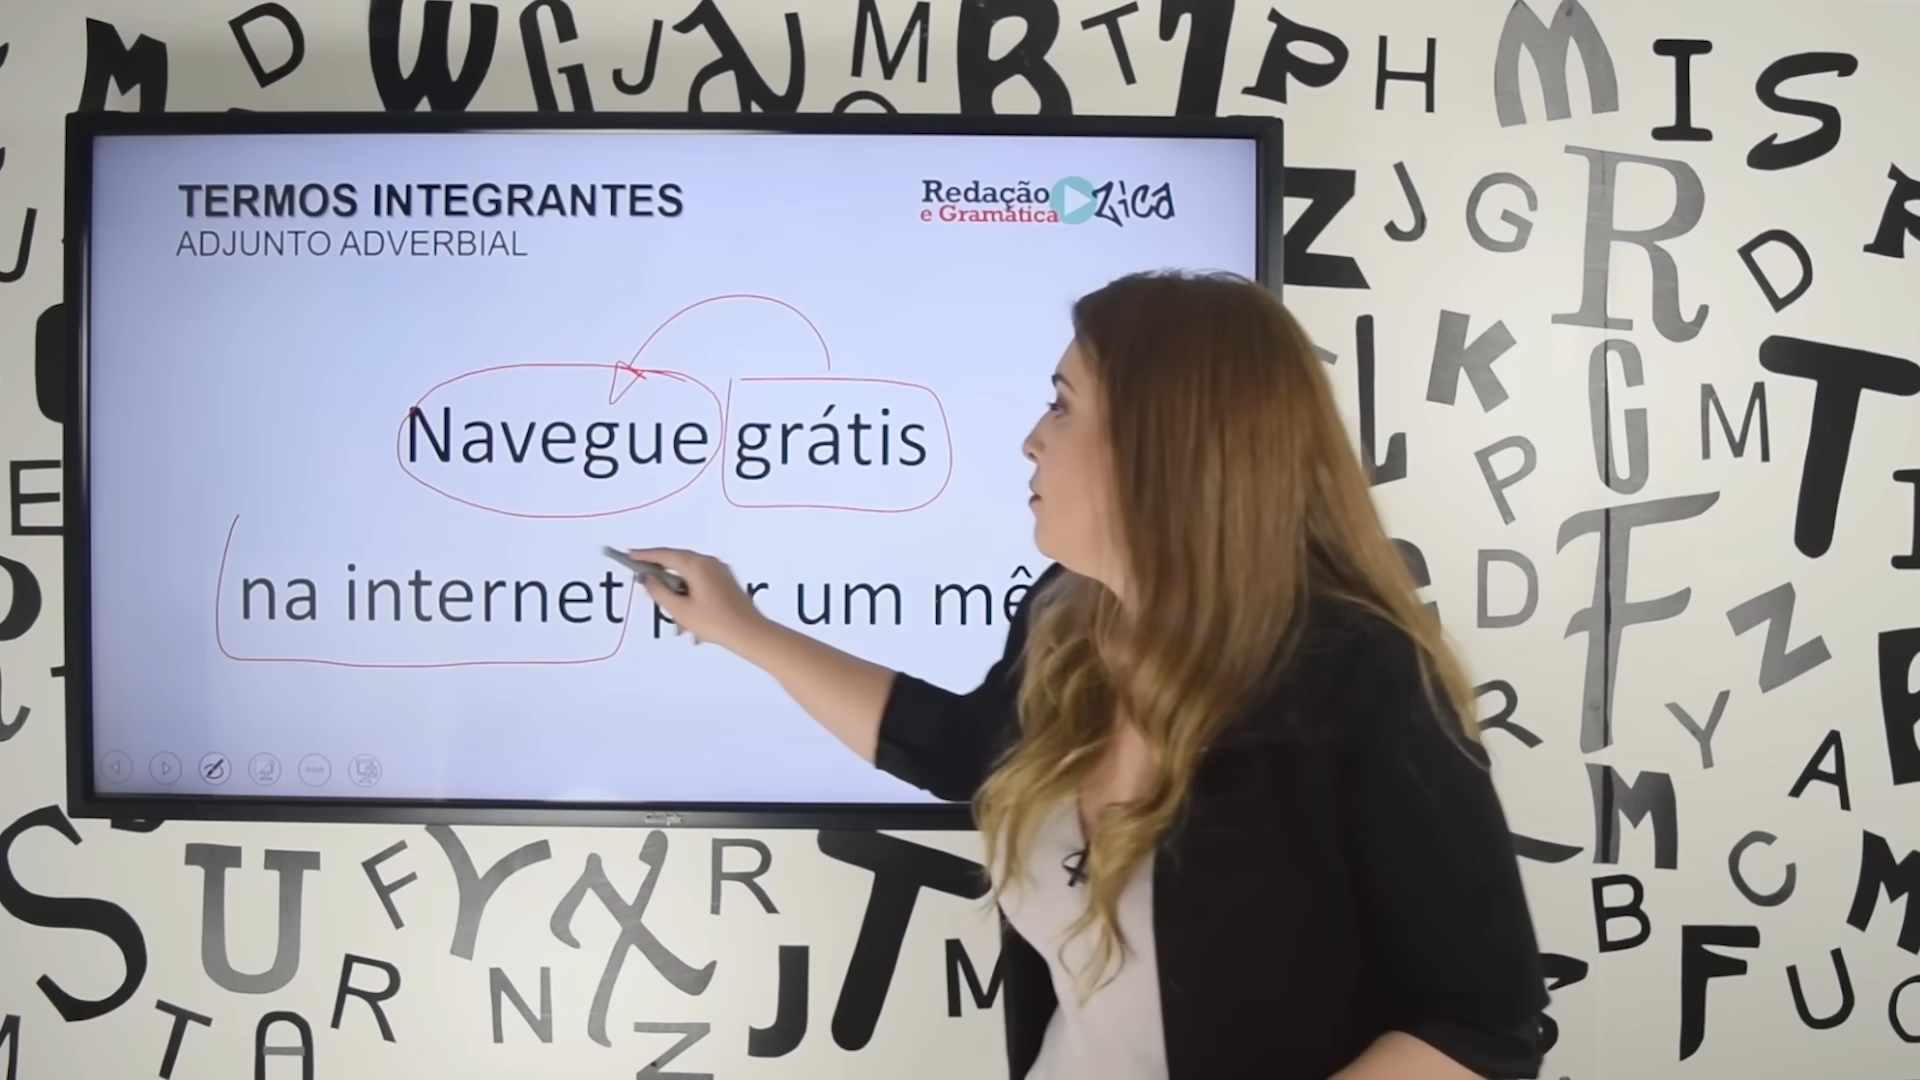 TERMOS INTEGRANTES
ADJUNTO ADVERBIAL
Redação
e Gramática
zica
Navegue grátis
na internet um